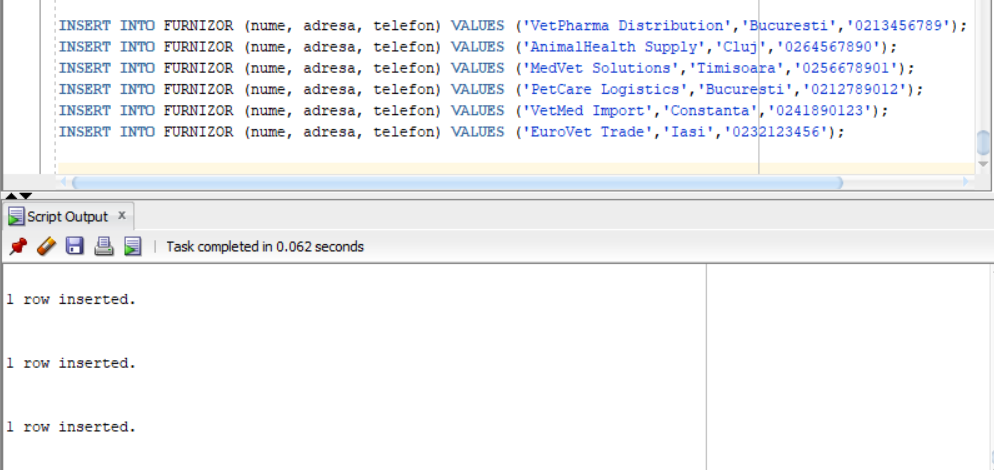 INSERT INTO FURNIZOR (nume, adresa, telefon) VALUES ('VetPharma Distribution','Bucuresti','0213456789');
INSERT INTO FURNIZOR (nume, adresa, telefon) VALUES ('AnimalHealth Supply','Cluj','0264567890');
INSERT INTO FURNIZOR (nume, adresa, telefon) VALUES ('MedVet Solutions','Timisoara','0256678901');
INSERT INTO FURNIZOR (nume, adresa, telefon) VALUES ('PetCare Logistics','Bucuresti','0212789012');
INSERT INTO FURNIZOR (nume, adresa, telefon) VALUES ('VetMed Import','Constanta','0241890123');
INSERT INTO FURNIZOR (nume, adresa, telefon) VALUES ('EuroVet Trade','Iasi','0232123456');
Script Output x
Task completed in 0.062 seconds
1 row inserted.
1 row inserted.
1 row inserted.